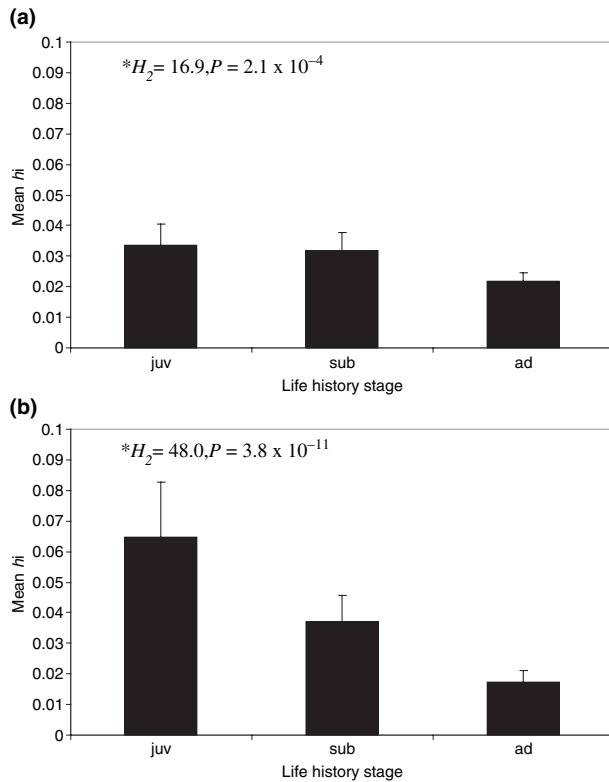 (a)
0.1
*H2= 16.9,P = 2.1 x 10–4
0.09
0.08
0.07
0.06
0.05
0.04
0.03
0.02
0.01
0
Mean hi
juv sub ad
Life history stage
(b)
0.1
*H2= 48.0,P = 3.8 x 10–11
0.09
0.08
0.07
0.06
0.05
0.04
0.03
0.02
0.01
0
Mean hi
juv sub ad
Life history stage